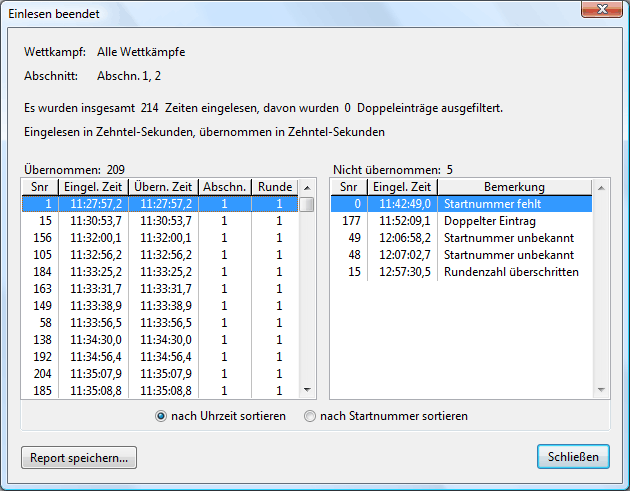 Einlesen beendet
Wettkampf: Alle Wettkämpfe
Abschnitt: Abschn. 1, 2
Es wurden insgesamt 214 Zeiten eingelesen, davon wurden 0 Doppeleinträge ausgefiltert.
Eingelesen in Zehntel-Sekunden, übernommen in Zehntel-Sekunden
Übernommen: 209
Snr Eingel. Zeit Übern. Zeit Abschn. Runde
1 11:27:57,2 11:27:57,2 1 1
15 11:30:53,7 11:30:53,7 1 1
156 11:32:00,1 11:32:00,1 1 1
105 11:32:56,2 11:32:56,2 1 1
184 11:33:25,2 11:33:25,2 1 1
163 11:33:31,7 11:33:31,7 1 1
149 11:33:38,9 11:33:38,9 1 1
58 11:33:56,5 11:33:56,5 1 1
138 11:34:30,0 11:34:30,0 1 1
192 11:34:56,4 11:34:56,4 1 1
204 11:35:07,9 11:35:07,9 1 1
185 11:35:08,8 11:35:08,8 1 1
Nicht übernommen: 5
Snr Eingel. Zeit Bemerkung
0 11:42:49,0 Startnummer fehlt
177 11:52:09,1 Doppelter Eintrag
49 12:06:58,2 Startnummer unbekannt
48 12:07:02,7 Startnummer unbekannt
15 12:57:30,5 Rundenzahl überschritten
nach Uhrzeit sortieren nach Startnummer sortieren
Report speichern... Schließen